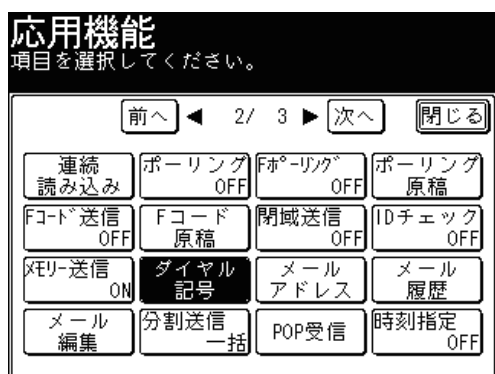 応用機能
項目を選択してください。
前へ ◀ 2/ 3 ▶ 次へ 閉じる
連続
読み込み
ポーリング
OFF
Fポーリング
OFF
ポーリング
原稿
Fコード送信
OFF
Fコード
原稿
閉域送信
OFF
IDチェック
OFF
メモリー送信
ON
ダイヤル
記号
メール
アドレス
メール
履歴
メール
編集
分割送信
一括
POP受信
時刻指定
OFF